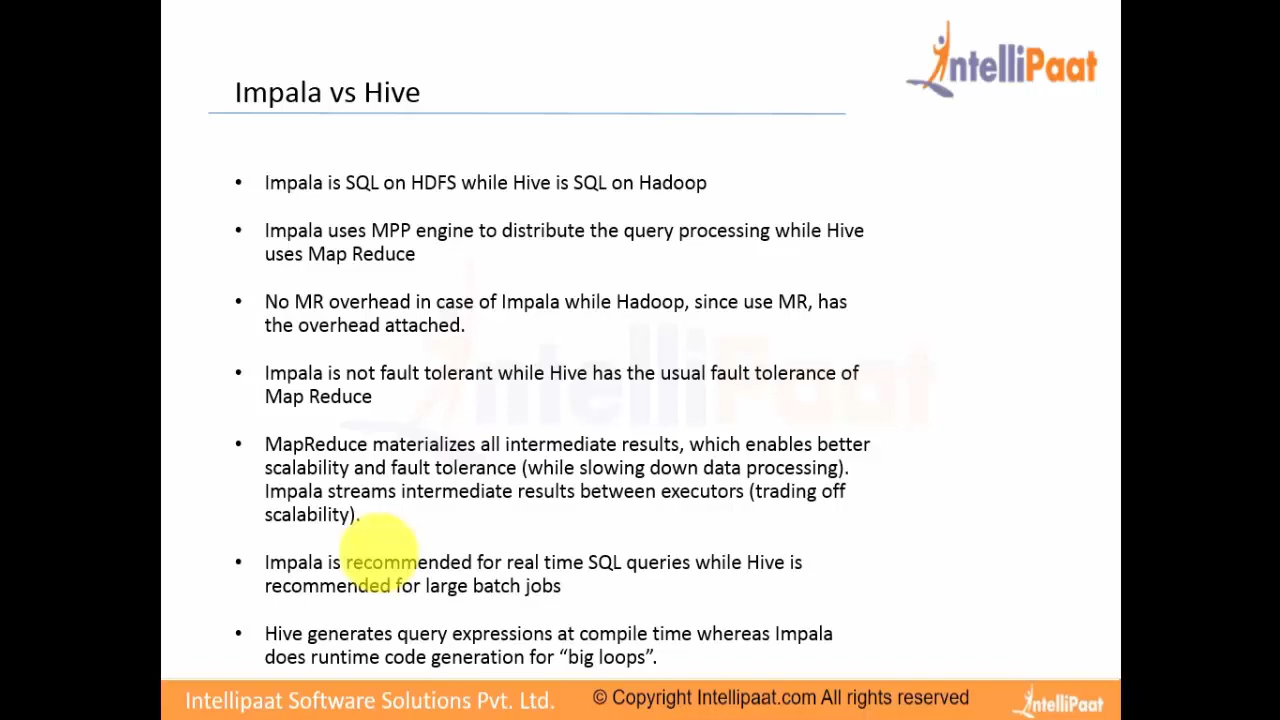 IntelliPaat
Impala vs Hive
• Impala is SQL on HDFS while Hive is SQL on Hadoop
• Impala uses MPP engine to distribute the query processing while Hive
uses Map Reduce
• No MR overhead in case of Impala while Hadoop, since use MR, has
the overhead attached.
• Impala is not fault tolerant while Hive has the usual fault tolerance of
Map Reduce
• MapReduce materializes all intermediate results, which enables better
scalability and fault tolerance (while slowing down data processing).
Impala streams intermediate results between executors (trading off
scalability).
• Impala is recommended for real time SQL queries while Hive is
recommended for large batch jobs
• Hive generates query expressions at compile time whereas Impala
does runtime code generation for “big loops”.
IntelliPaat
Intellipaat Software Solutions Pvt. Ltd. © Copyright Intellipaat.com All rights reserved IntelliPaat